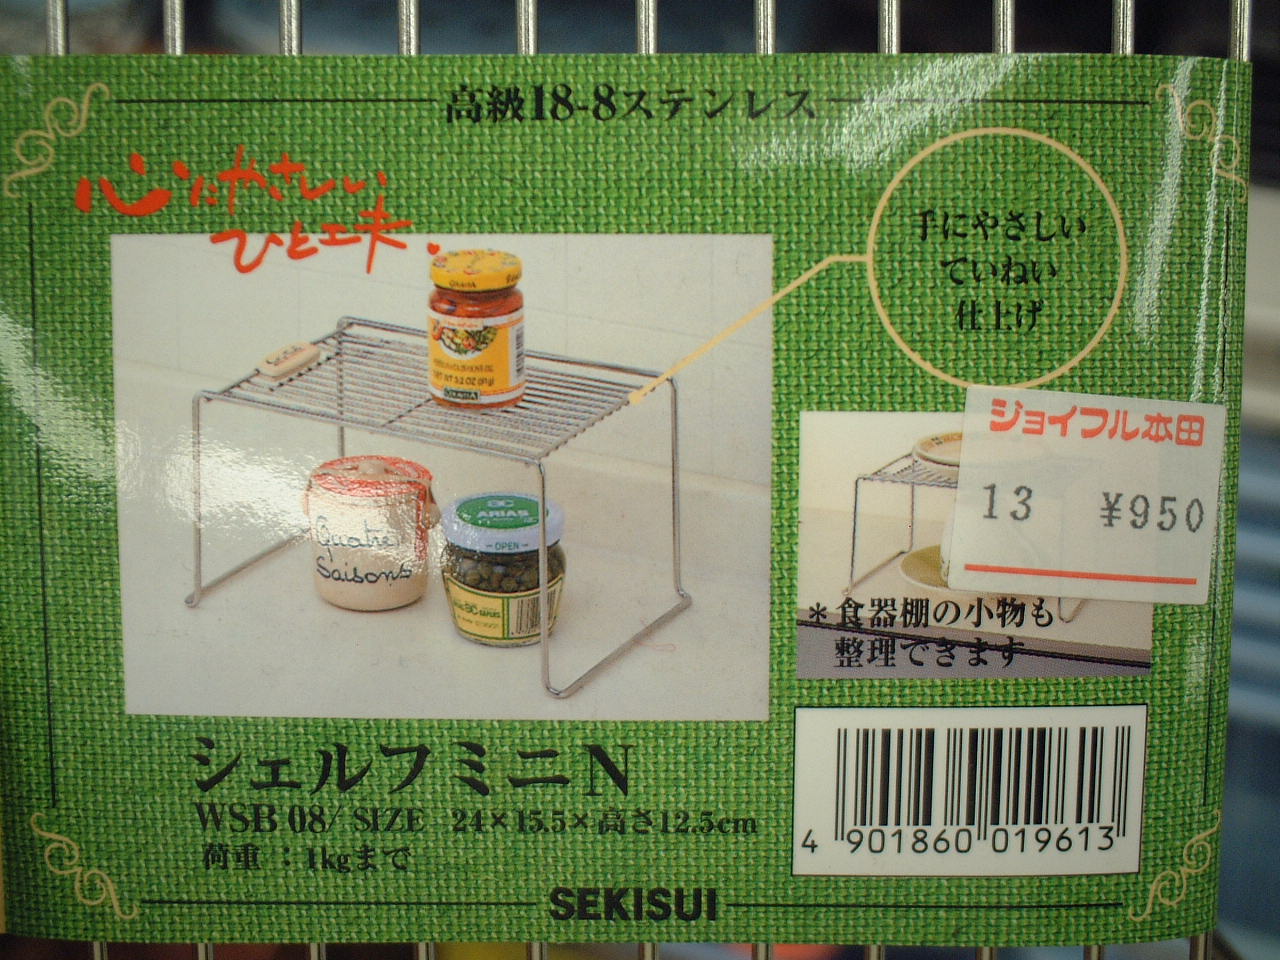 高級18-8ステンレス
心にやさしい
ひと工夫
手にやさしい
ていねい
仕上げ
ジョイフル本田
13 ¥950
Quatre
Saisons
ARIAS
OPEN
*食器棚の小物も
整理できます
シェルフミニN
WSB 08/ SIZE 24×15.5×高さ12.5cm
荷重：1kgまで
4 901860 019613
SEKISUI